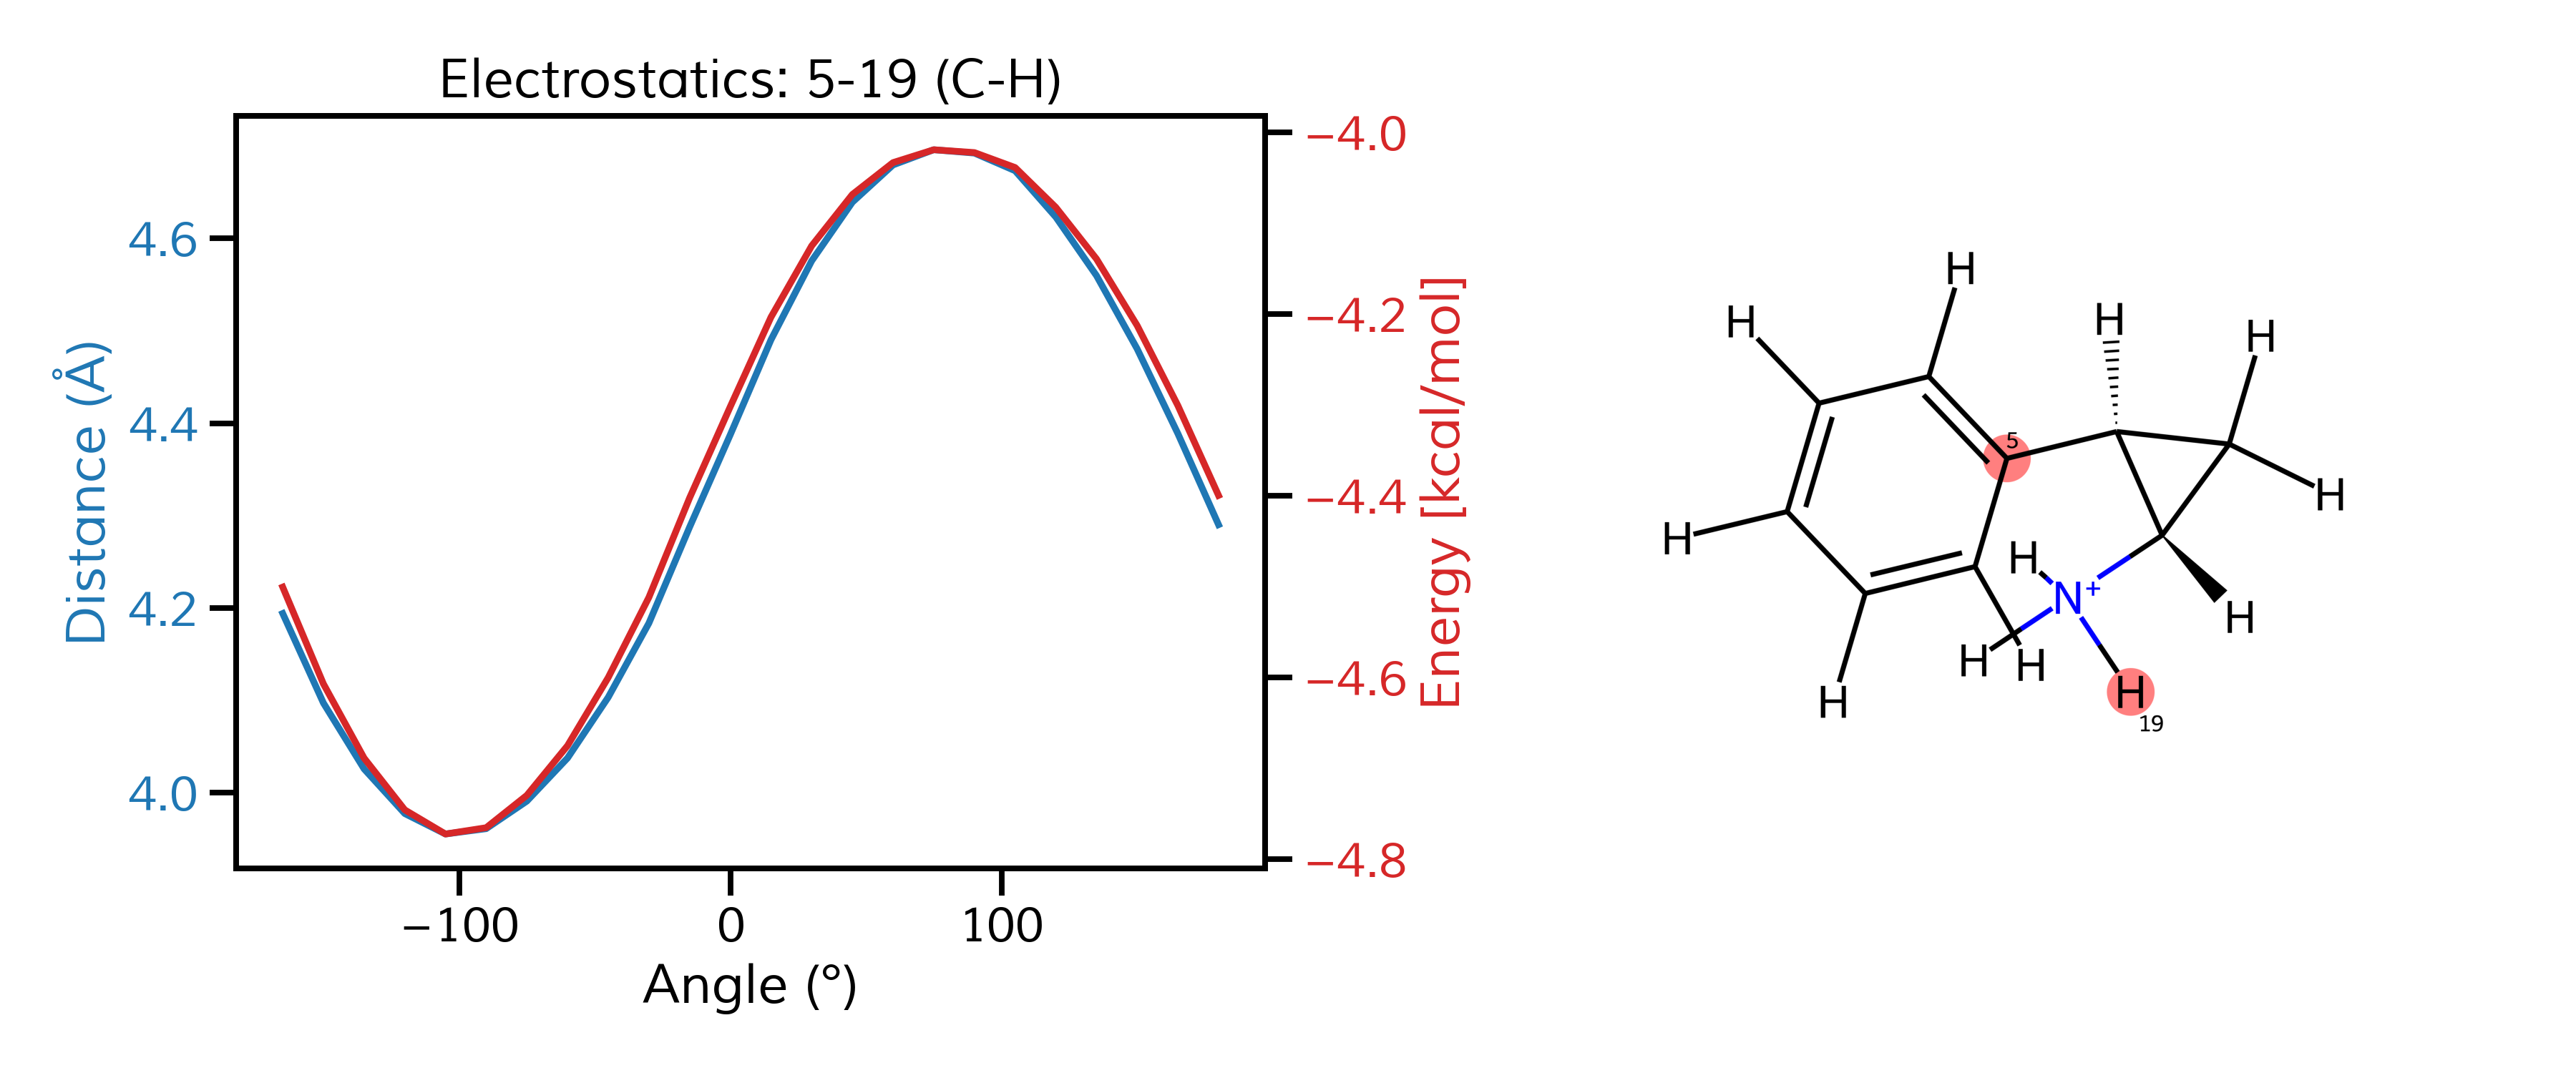 Electrostatics: 5-19 (C-H)
Distance (Å)
4.6
4.4
4.2
4.0
−100
0
100
Angle (°)
−4.0
−4.2
−4.4
−4.6
−4.8
Energy [kcal/mol]
H
H
H
H
H
5
H
H
H
N+
H
H
H
H
H
19